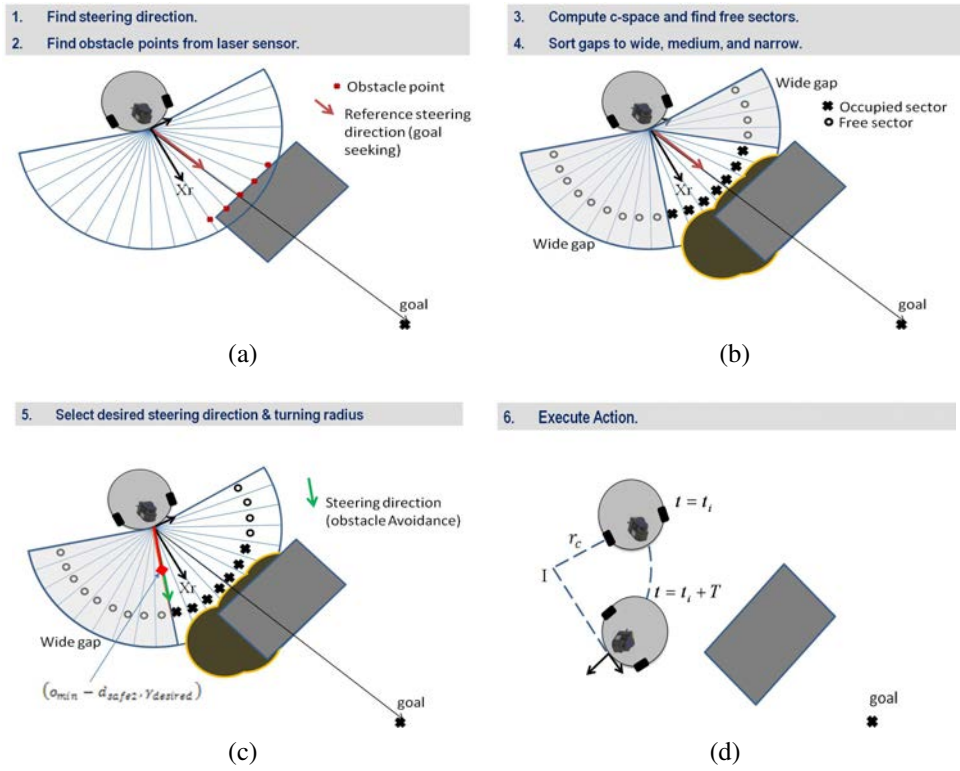 1. Find steering direction.
2. Find obstacle points from laser sensor.
Obstacle point
Reference steering
direction (goal
seeking)
Xr
goal
(a)
3. Compute c-space and find free sectors.
4. Sort gaps to wide, medium, and narrow.
Wide gap
Occupied sector
Free sector
Xr
Wide gap
goal
(b)
5. Select desired steering direction & turning radius
Steering direction
(obstacle Avoidance)
Xr
Wide gap
(o_min − d_safe2, γ_desired)
goal
(c)
6. Execute Action.
t = t_i
r_c
I
t = t_i + T
goal
(d)